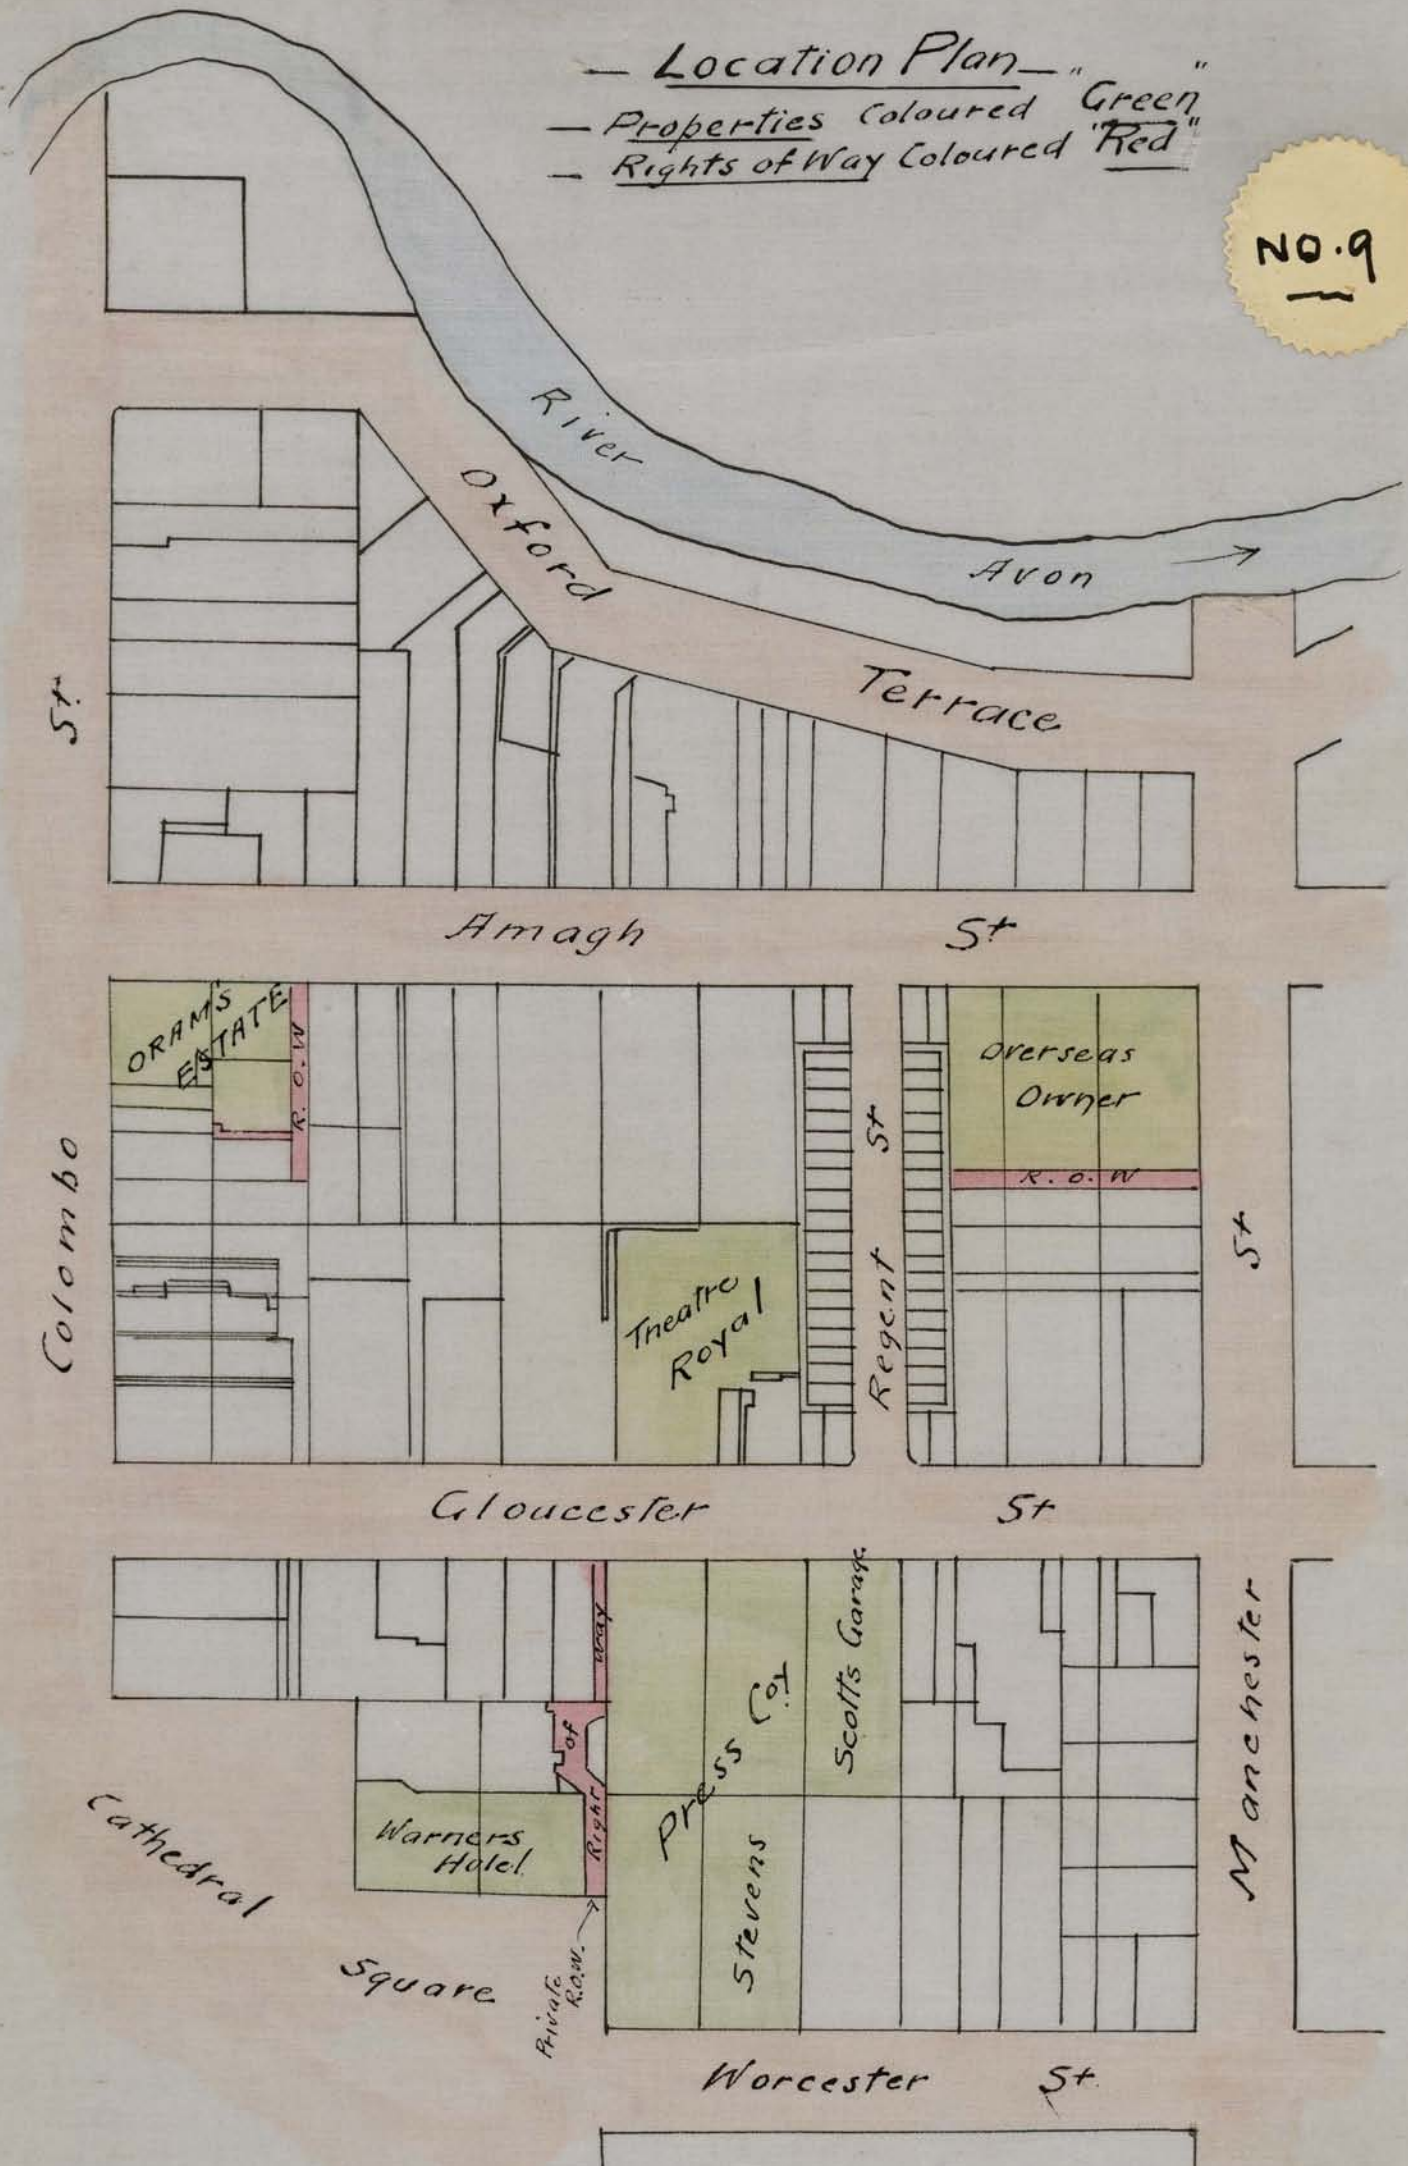 — Location Plan —
— Properties Coloured "Green"
— Rights of Way Coloured "Red"
NO.9
River
Avon
Oxford
Terrace
St
Amagh St
ORAM'S
ESTATE
R.O.W
Overseas
Owner
R.O.W
Colombo
Theatre
Royal
Regent St
St
Gloucester St
Right of Way
Press Coy
Scotts Garage
Stevens
Warners
Hotel
Manchester
Cathedral
Square
Private
R.O.W.
Worcester St.